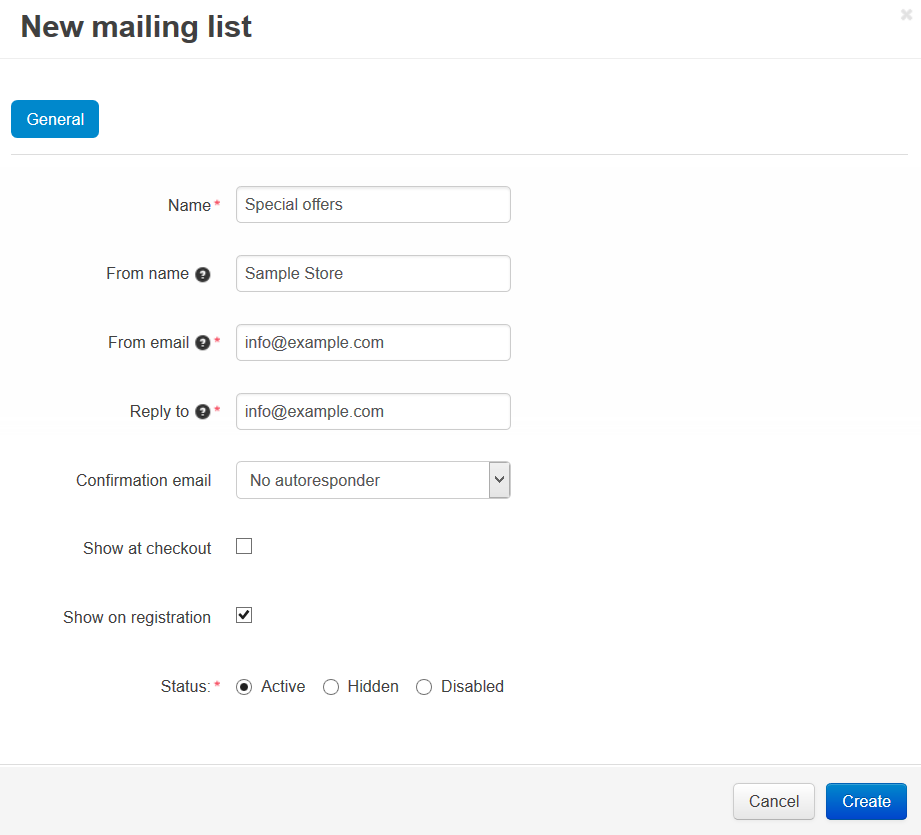 New mailing list
General
Name *
Special offers
From name ?
Sample Store
From email ? *
info@example.com
Reply to ? *
info@example.com
Confirmation email
No autoresponder
Show at checkout
Show on registration
Status: * Active Hidden Disabled
Cancel Create